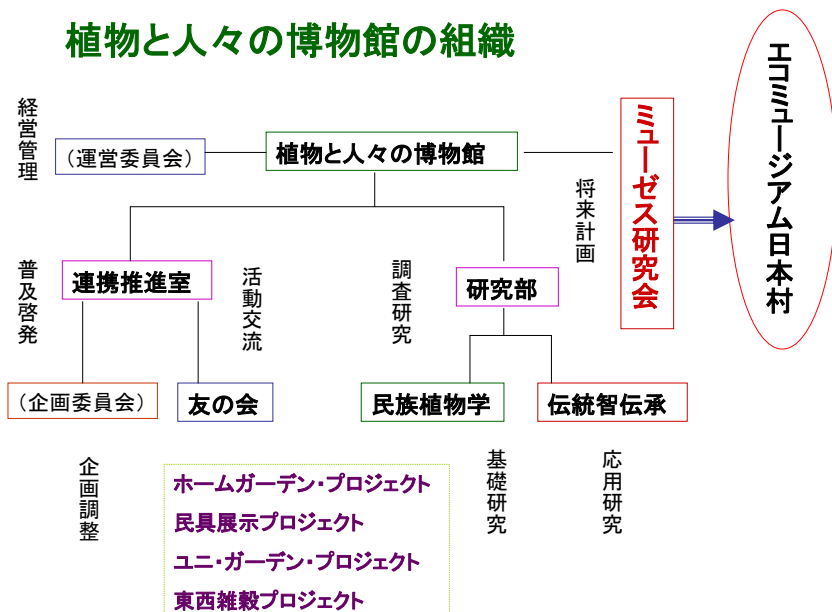 植物と人々の博物館の組織
経営管理
（運営委員会）
植物と人々の博物館
将来計画
ミューゼス研究会
エコミュージアム日本村
普及啓発
連携推進室
活動交流
調査研究
研究部
（企画委員会）
友の会
民族植物学
伝統智伝承
企画調整
基礎研究
応用研究
ホームガーデン・プロジェクト
民具展示プロジェクト
ユニ・ガーデン・プロジェクト
東西雑穀プロジェクト